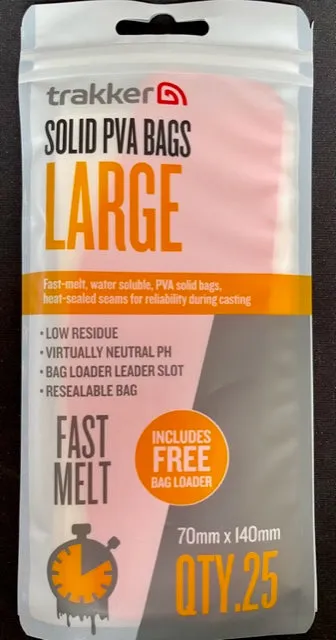 trakker
SOLID PVA BAGS
LARGE
Fast-melt, water soluble, PVA solid bags,
heat-sealed seams for reliability during casting
• LOW RESIDUE
• VIRTUALLY NEUTRAL PH
• BAG LOADER LEADER SLOT
• RESEALABLE BAG
FAST
MELT
INCLUDES
FREE
BAG LOADER
70mm x 140mm
QTY.25